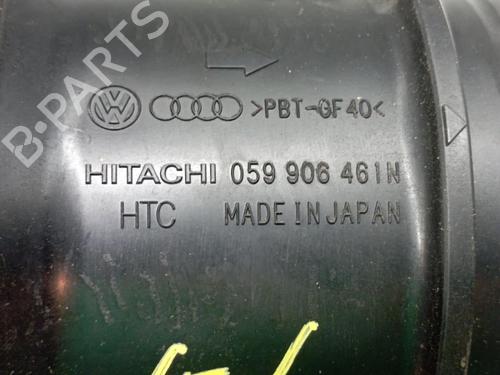 >PBT-GF40<
HITACHI 059 906 461N
HTC MADE IN JAPAN
B-PARTS